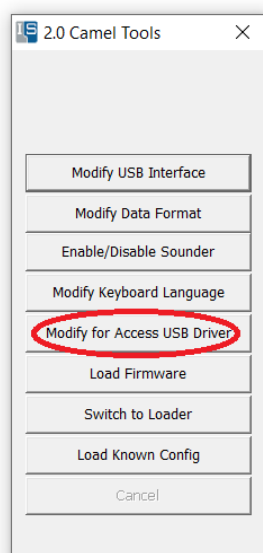 IS 2.0 Camel Tools
Modify USB Interface
Modify Data Format
Enable/Disable Sounder
Modify Keyboard Language
Modify for Access USB Driver
Load Firmware
Switch to Loader
Load Known Config
Cancel